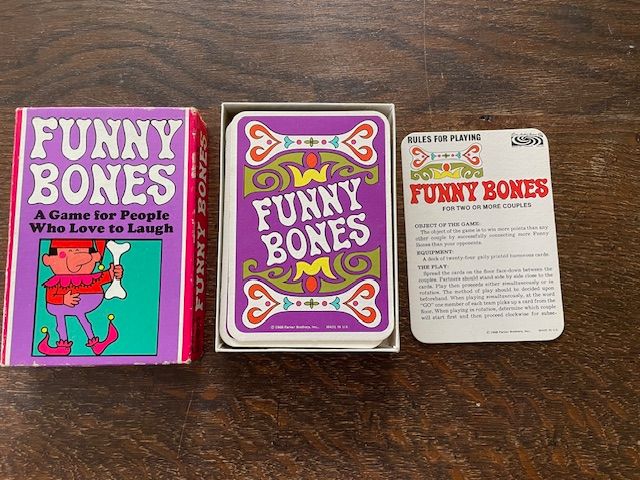 FUNNY
BONES
A Game for People
Who Love to Laugh
FUNNY BONES
FUNNY
BONES
© 1968 Parker Brothers, Inc. MADE IN U.S.
RULES FOR PLAYING
FUNNY BONES
FOR TWO OR MORE COUPLES
OBJECT OF THE GAME:
The object of the game is to win more points than any
other couple by successfully connecting more Funny
Bones than your opponents.
EQUIPMENT:
A deck of twenty-four gaily printed humorous cards.
THE PLAY:
Spread the cards on the floor face-down between the
couples. Partners should stand side by side close to the
cards. Play then proceeds either simultaneously or in
rotation. The method of play should be decided upon
beforehand. When playing simultaneously, at the word
"GO" one member of each team picks up a card from the
floor. When playing in rotation, determine which couple
will start first and then proceed clockwise for subse-
© 1968 Parker Brothers, Inc.